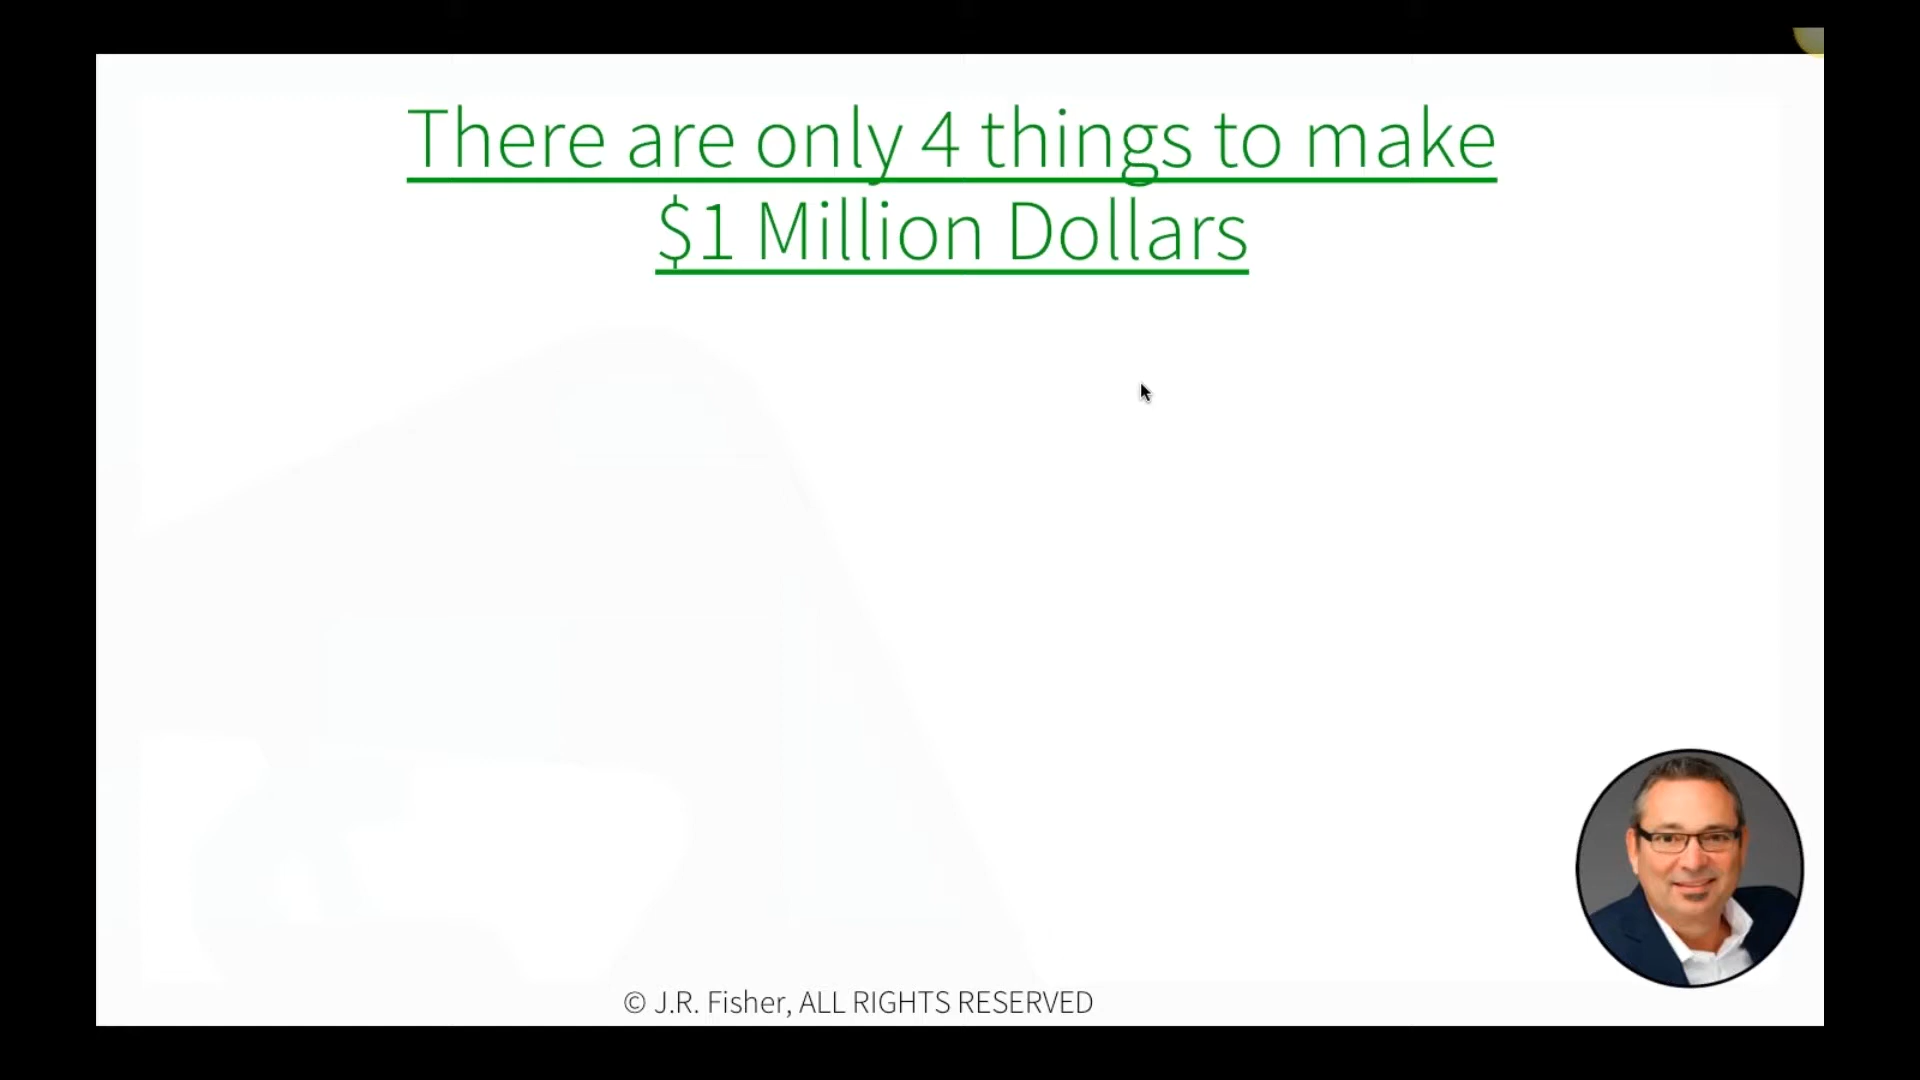 There are only 4 things to make
$1 Million Dollars
© J.R. Fisher, ALL RIGHTS RESERVED